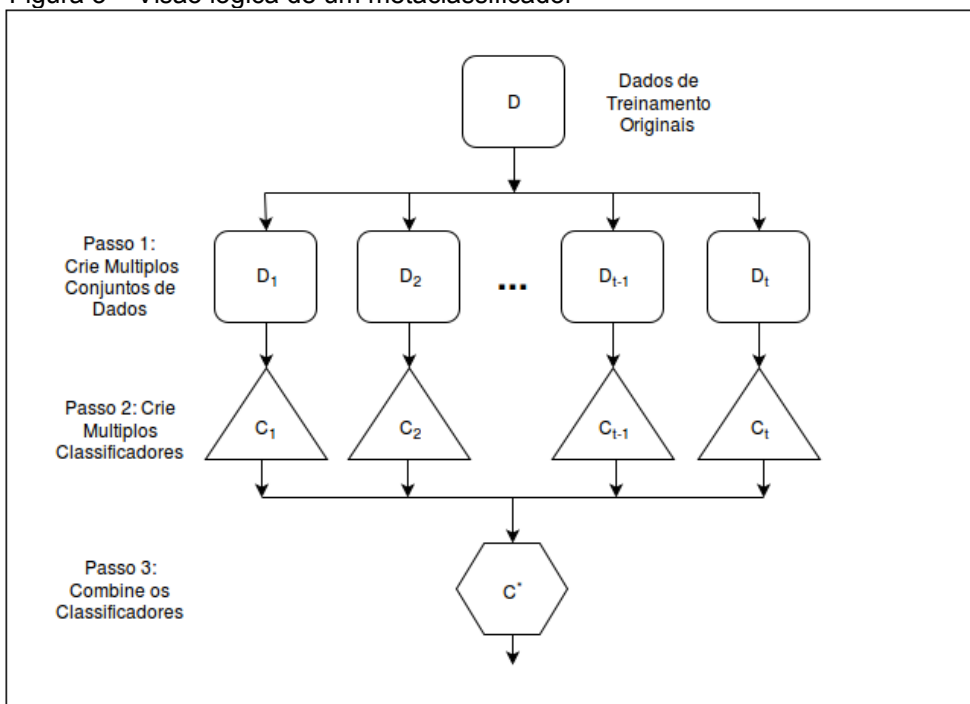 Figura 3 – Visão lógica de um metaclassificador
D
Dados de
Treinamento
Originais
Passo 1:
Crie Multiplos
Conjuntos de
Dados
D1
D2
...
Dt-1
Dt
Passo 2: Crie
Multiplos
Classificadores
C1
C2
Ct-1
Ct
Passo 3:
Combine os
Classificadores
C*